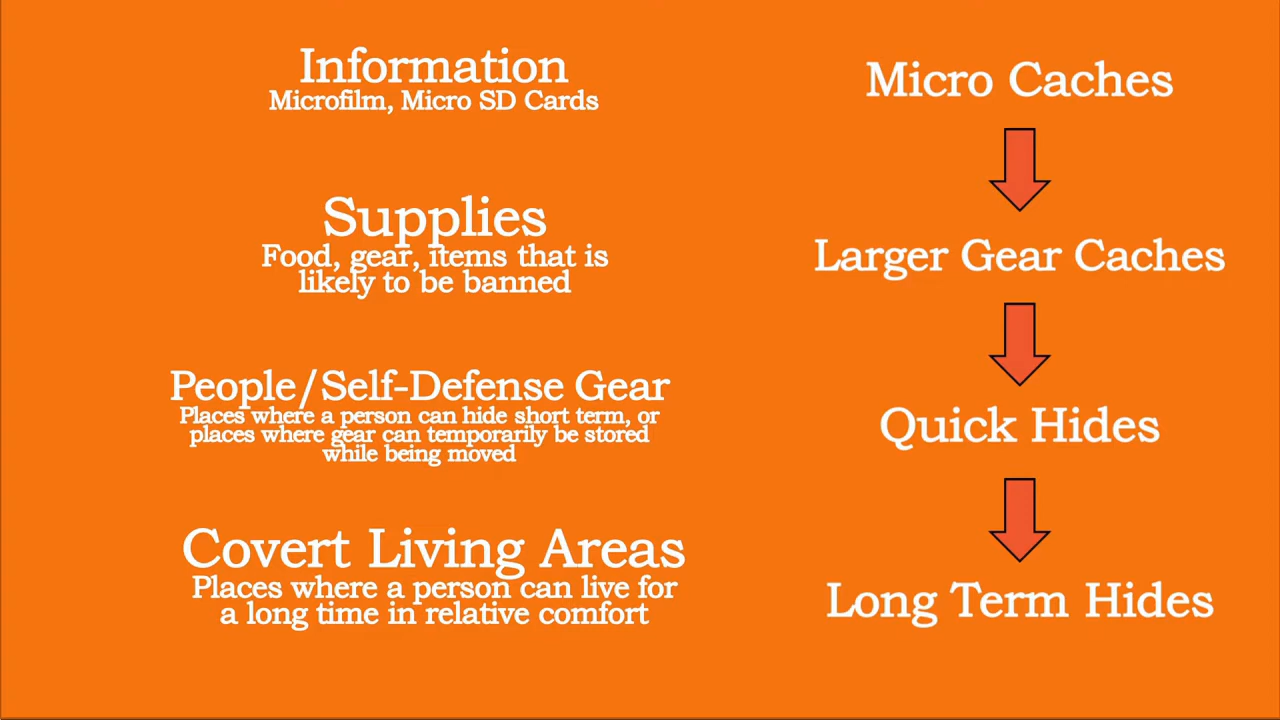 Information
Microfilm, Micro SD Cards
Micro Caches
Supplies
Food, gear, items that is
likely to be banned
Larger Gear Caches
People/Self-Defense Gear
Places where a person can hide short term, or
places where gear can temporarily be stored
while being moved
Quick Hides
Covert Living Areas
Places where a person can live for
a long time in relative comfort
Long Term Hides